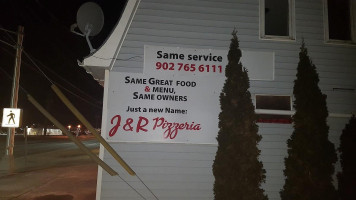 Same service
902 765 6111
Same Great food
& menu,
Same owners
Just a new Name:
J&R Pizzeria